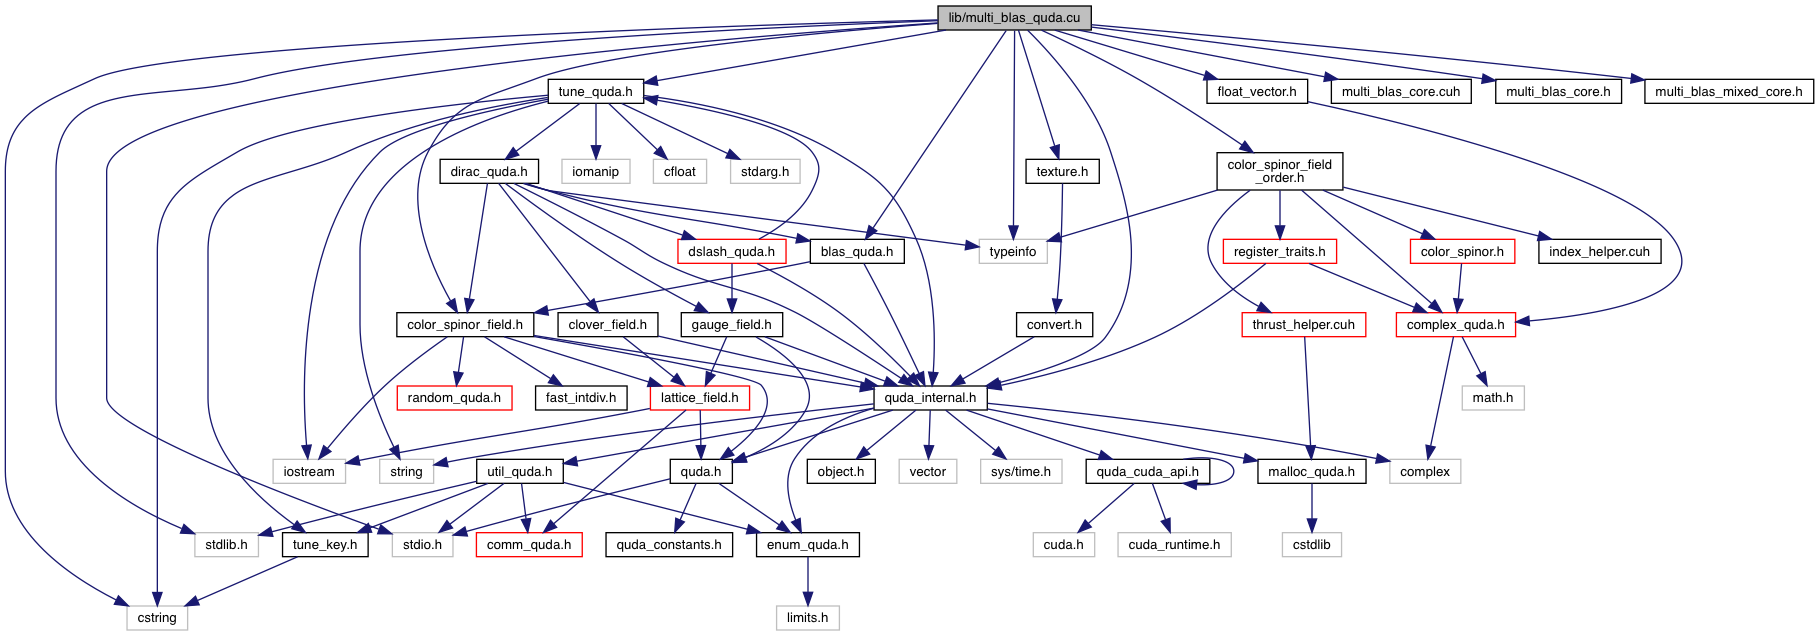 lib/multi_blas_quda.cu
tune_quda.h
float_vector.h
multi_blas_core.cuh
multi_blas_core.h
multi_blas_mixed_core.h
dirac_quda.h
iomanip
cfloat
stdarg.h
texture.h
color_spinor_field
_order.h
dslash_quda.h
blas_quda.h
typeinfo
register_traits.h
color_spinor.h
index_helper.cuh
color_spinor_field.h
clover_field.h
gauge_field.h
convert.h
thrust_helper.cuh
complex_quda.h
random_quda.h
fast_intdiv.h
lattice_field.h
quda_internal.h
math.h
iostream
string
util_quda.h
quda.h
object.h
vector
sys/time.h
quda_cuda_api.h
malloc_quda.h
complex
stdlib.h
tune_key.h
stdio.h
comm_quda.h
quda_constants.h
enum_quda.h
cuda.h
cuda_runtime.h
cstdlib
cstring
limits.h